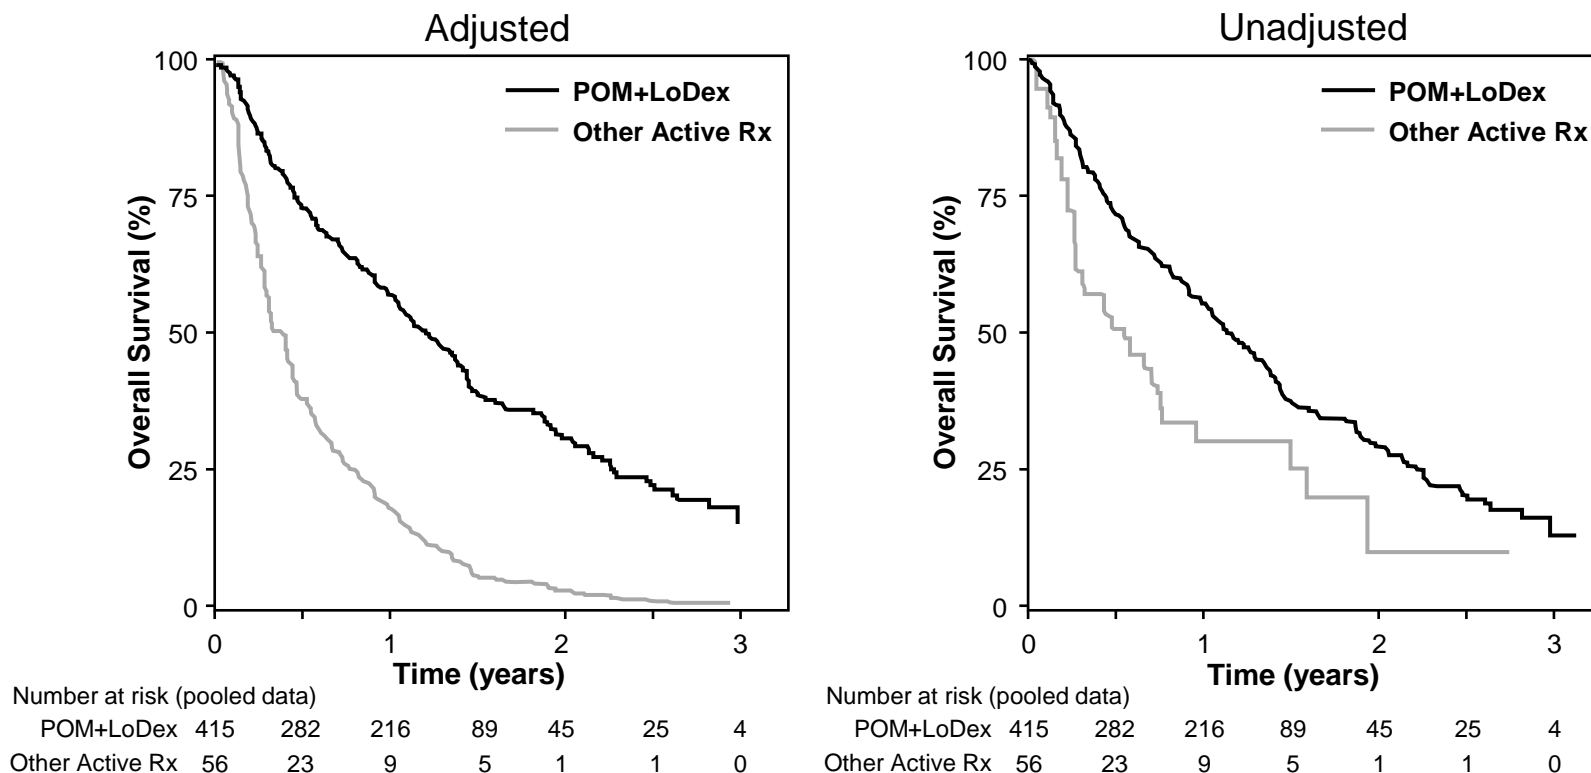 Adjusted
100
75
50
25
0
Overall Survival (%)
POM+LoDex
Other Active Rx
0 1 2 3
Time (years)
Number at risk (pooled data)
POM+LoDex 415 282 216 89 45 25 4
Other Active Rx 56 23 9 5 1 1 0
Unadjusted
100
75
50
25
0
Overall Survival (%)
POM+LoDex
Other Active Rx
0 1 2 3
Time (years)
Number at risk (pooled data)
POM+LoDex 415 282 216 89 45 25 4
Other Active Rx 56 23 9 5 1 1 0